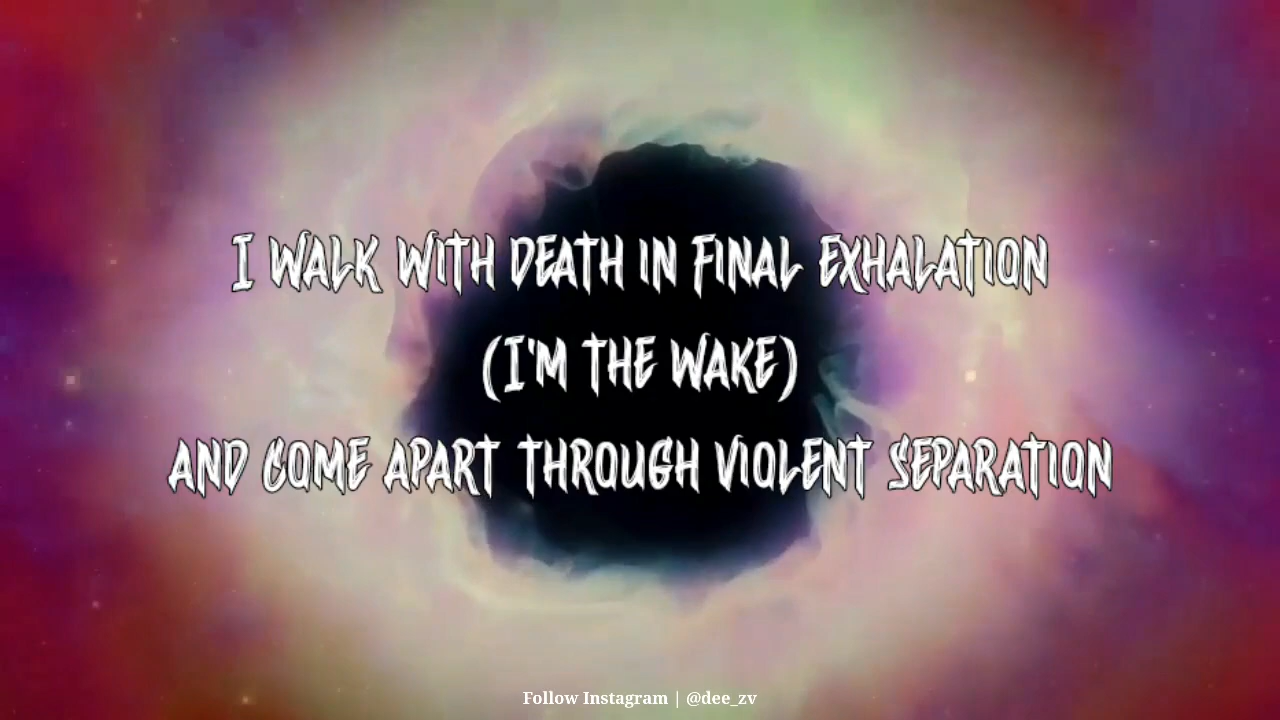 I WALK WITH DEATH IN FINAL EXHALATION
(I'M THE WAKE)
AND COME APART THROUGH VIOLENT SEPARATION
Follow Instagram | @dee_zv